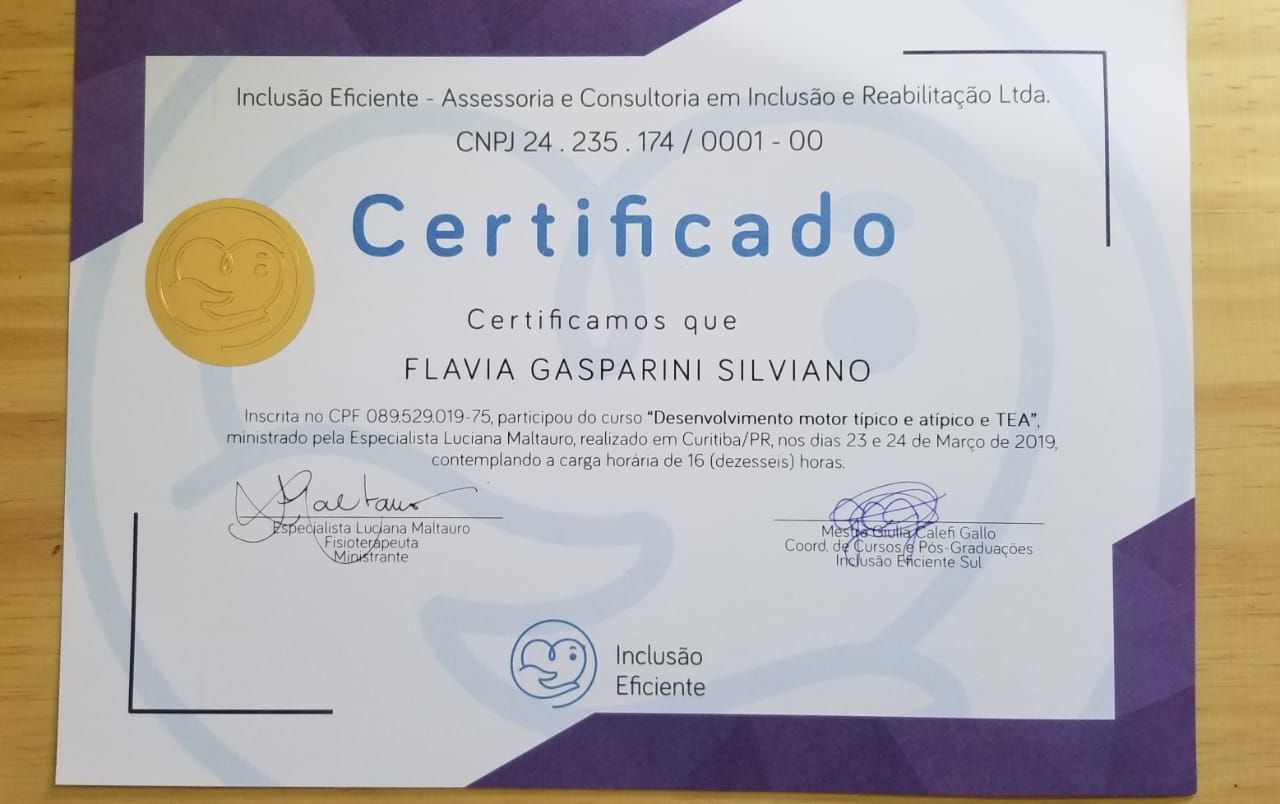 Inclusão Eficiente - Assessoria e Consultoria em Inclusão e Reabilitação Ltda.
CNPJ 24 . 235 . 174 / 0001 - 00
Certificado
Certificamos que
FLAVIA GASPARINI SILVIANO
Inscrita no CPF 089.529.019-75, participou do curso “Desenvolvimento motor típico e atípico e TEA”,
ministrado pela Especialista Luciana Maltauro, realizado em Curitiba/PR, nos dias 23 e 24 de Março de 2019,
contemplando a carga horária de 16 (dezesseis) horas.
Maltauro
Especialista Luciana Maltauro
Fisioterapeuta
Ministrante
Mestra Giulia Calefi Gallo
Coord. de Cursos e Pós-Graduações
Inclusão Eficiente Sul
Inclusão
Eficiente